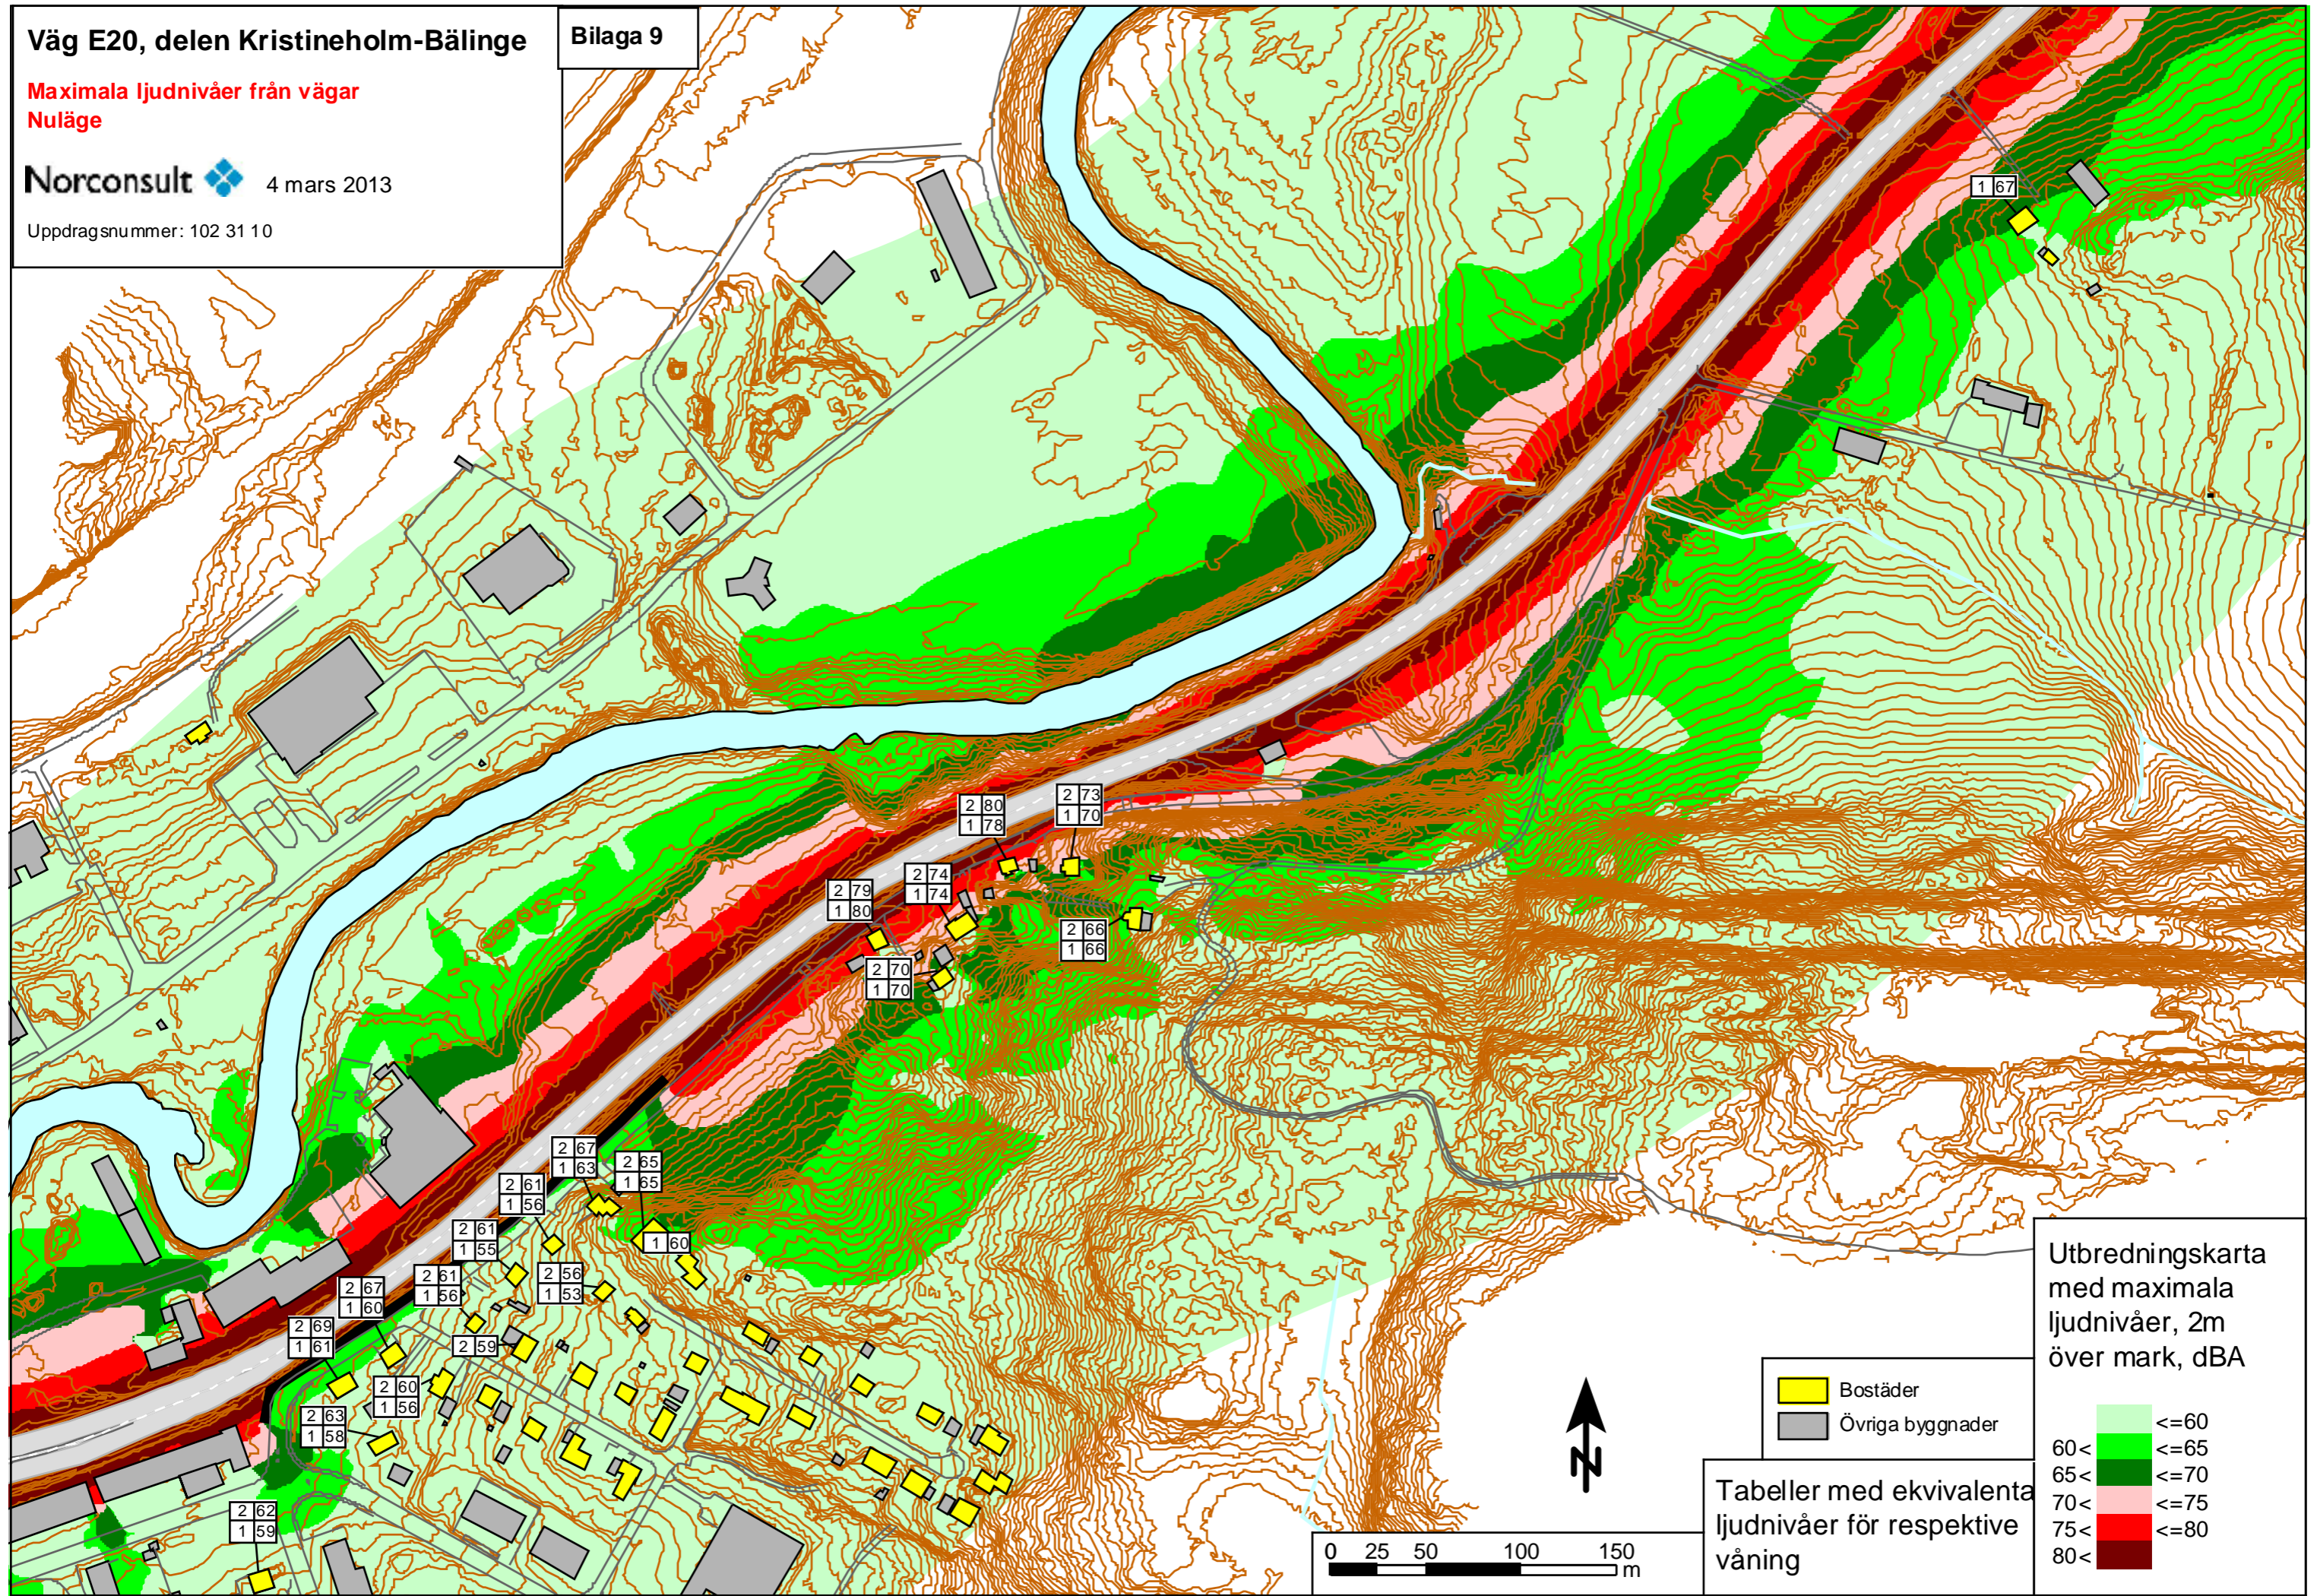 Väg E20, delen Kristineholm-Bälinge
Bilaga 9
Maximala ljudnivåer från vägar
Nuläge
Norconsult
4 mars 2013
Uppdragsnummer: 102 31 10
1 67
2 80
1 78
2 73
1 70
2 74
1 74
2 79
1 80
2 66
1 66
2 70
1 70
2 67
1 63
2 65
1 65
2 61
1 56
2 61
1 55
1 60
2 61
1 56
2 56
1 53
2 67
1 60
2 69
1 61
2 59
2 60
1 56
2 63
1 58
2 62
1 59
N
0 25 50 100 150
m
Bostäder
Övriga byggnader
Tabeller med ekvivalenta
ljudnivåer för respektive
våning
Utbredningskarta
med maximala
ljudnivåer, 2m
över mark, dBA
<=60
60< <=65
65< <=70
70< <=75
75< <=80
80<